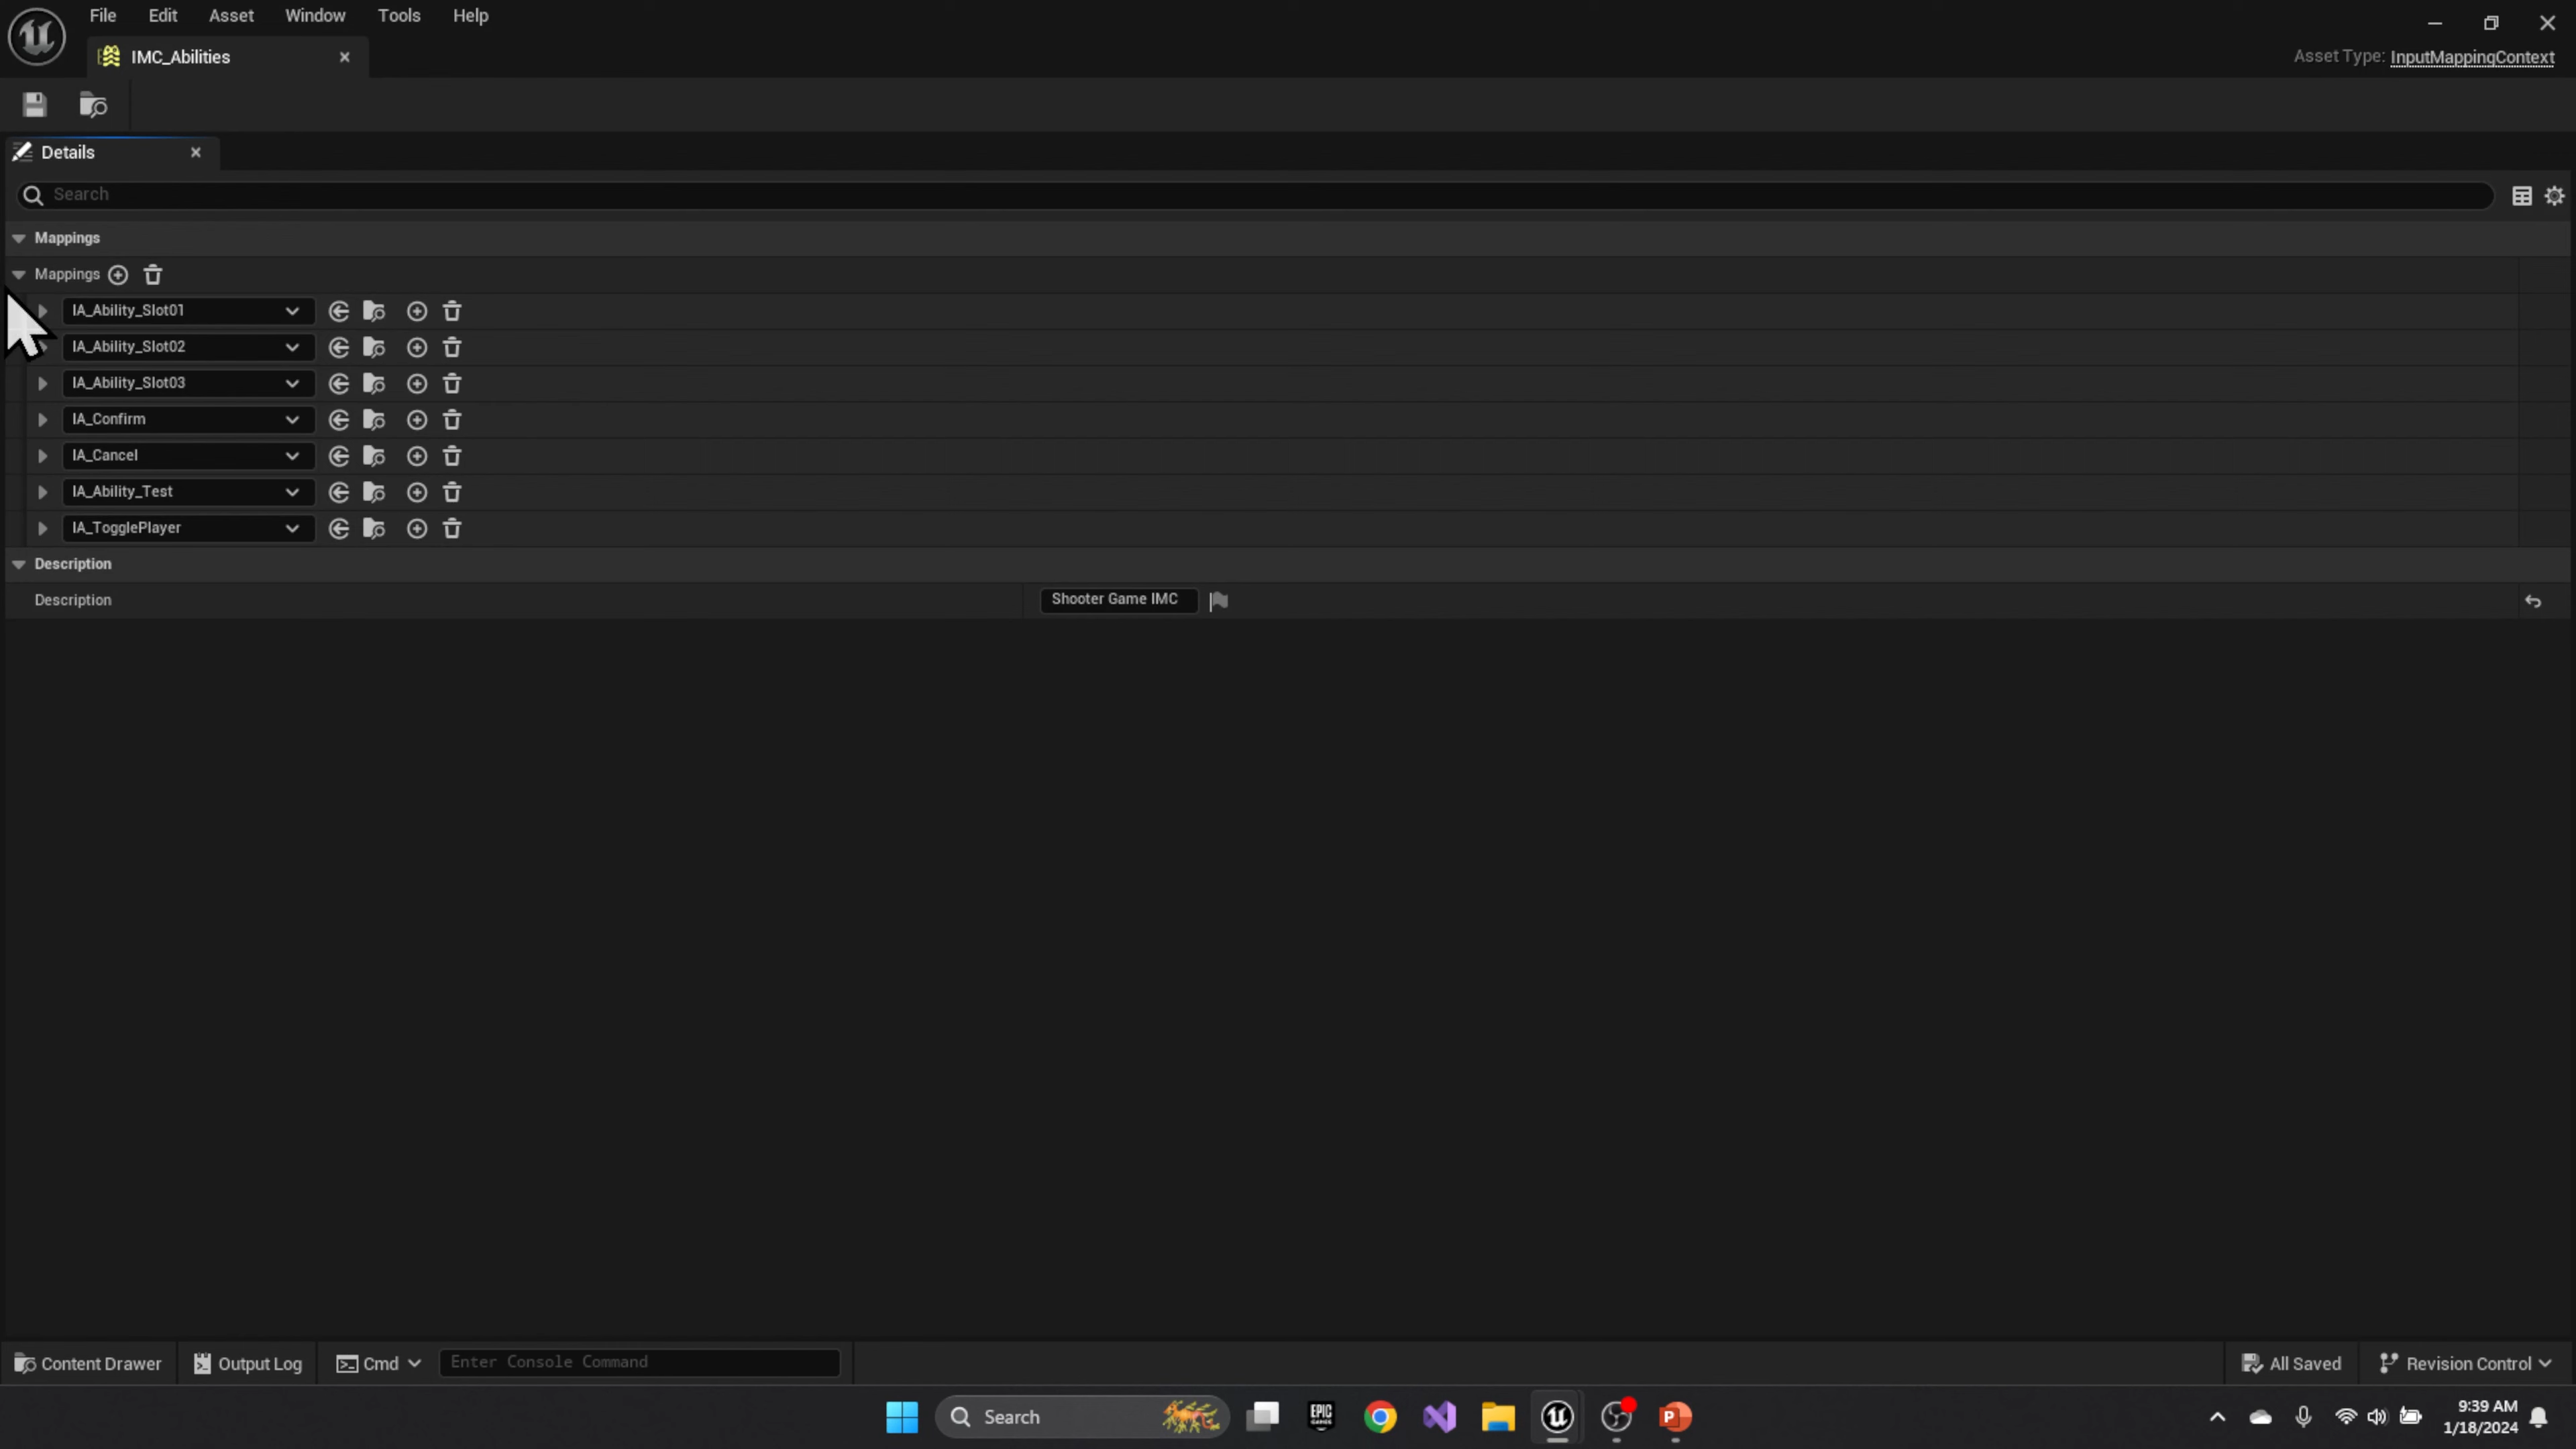 File Edit Asset Window Tools Help
IMC_Abilities
Asset Type: InputMappingContext
Details
Search
Mappings
Mappings
IA_Ability_Slot01
IA_Ability_Slot02
IA_Ability_Slot03
IA_Confirm
IA_Cancel
IA_Ability_Test
IA_TogglePlayer
Description
Description Shooter Game IMC
Content Drawer Output Log Cmd Enter Console Command All Saved Revision Control
Search
EPIC
GAMES
9:39 AM
1/18/2024